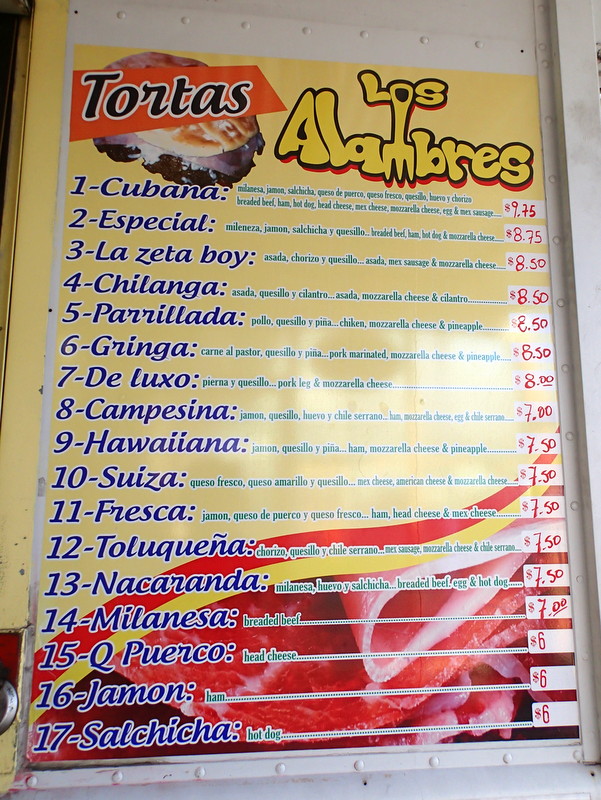 Tortas
Los
Alambres
1-Cubana: milanesa, jamon, salchicha, queso de puerco, queso fresco, quesillo, huevo y chorizo
breaded beef, ham, hot dog, head cheese, mex cheese, mozzarella cheese, egg & mex sausage.... $9.75
2-Especial: mileneza, jamon, salchicha y quesillo.. breaded beef, ham, hot dog & mozzarella cheese..... $8.75
3-La zeta boy: asada, chorizo y quesillo... asada, mex sausage & mozzarella cheese..... $8.50
4-Chilanga: asada, quesillo y cilantro...asada, mozzarella cheese & cilantro................ $8.50
5-Parrillada: pollo, quesillo y piña...chiken, mozzarella cheese & pineapple..... $8.50
6-Gringa: carne al pastor, quesillo y piña...pork marinated, mozzarella cheese & pineapple..... $8.50
7-De luxo: pierna y quesillo... pork leg & mozzarella cheese................................ $8.00
8-Campesina: jamon, quesillo, huevo y chile serrano... ham, mozzarella cheese, egg & chile serrano..... $7.00
9-Hawaiiana: jamon, quesillo y piña... ham, mozzarella cheese & pineapple............ $7.50
10-Suiza: queso fresco, queso amarillo y quesillo... mex cheese, american cheese & mozzarella cheese..... $7.50
11-Fresca: jamon, queso de puerco y queso fresco... ham, head cheese & mex cheese.......... $7.50
12-Toluqueña: chorizo, quesillo y chile serrano... mex sausage, mozzarella cheese & chile serrano.... $7.50
13-Nacaranda: milanesa, huevo y salchicha... breaded beef, egg & hot dog...... $7.50
14-Milanesa: breaded beef............................................................ $7.00
15-Q Puerco: head cheese............................................................ $6
16-Jamon: ham............................................................ $6
17-Salchicha: hot dog............................................................ $6